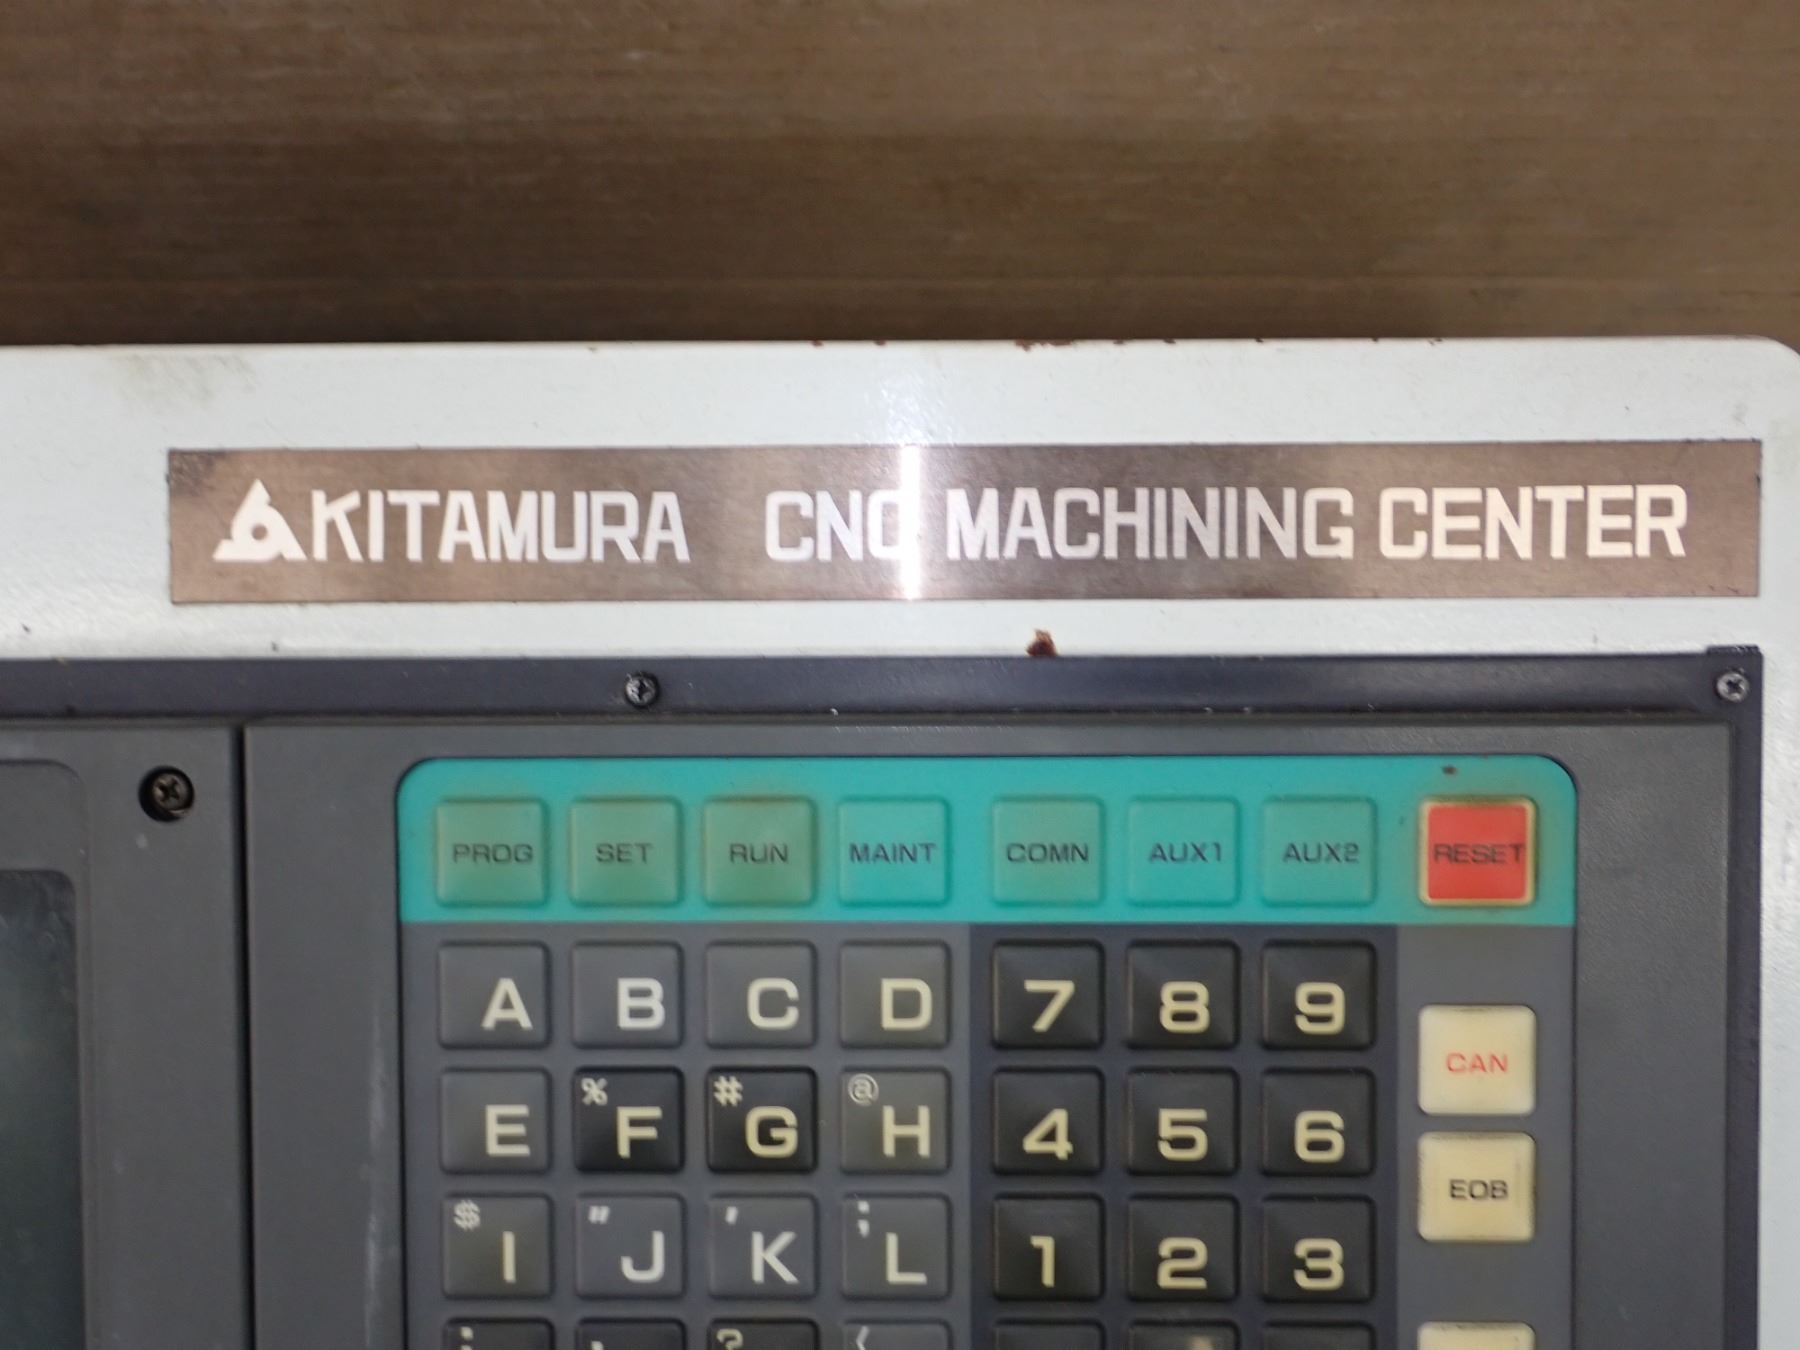 KITAMURA CNC MACHINING CENTER
PROG SET RUN MAINT COMN AUX1 AUX2 RESET
A B C D 7 8 9
CAN
E % F # G @ H 4 5 6
EOB
$ I " J ' K ; L 1 2 3